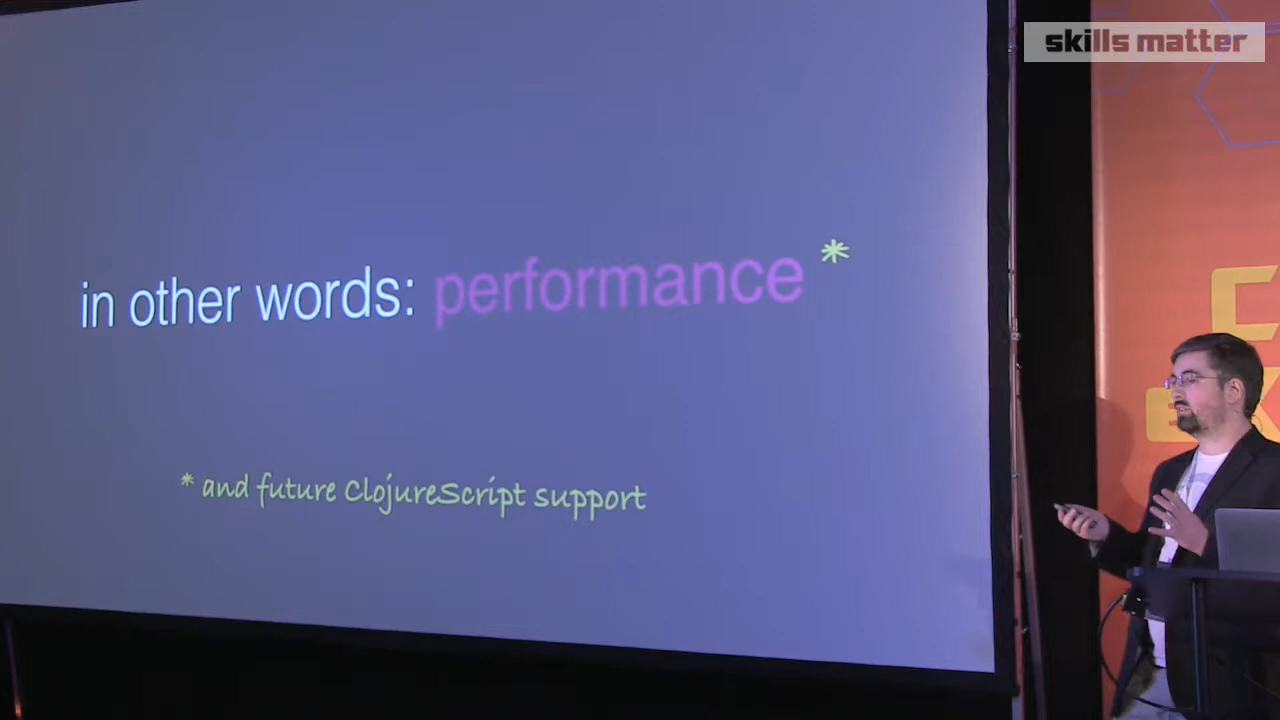 skills matter
in other words: performance *
* and future ClojureScript support